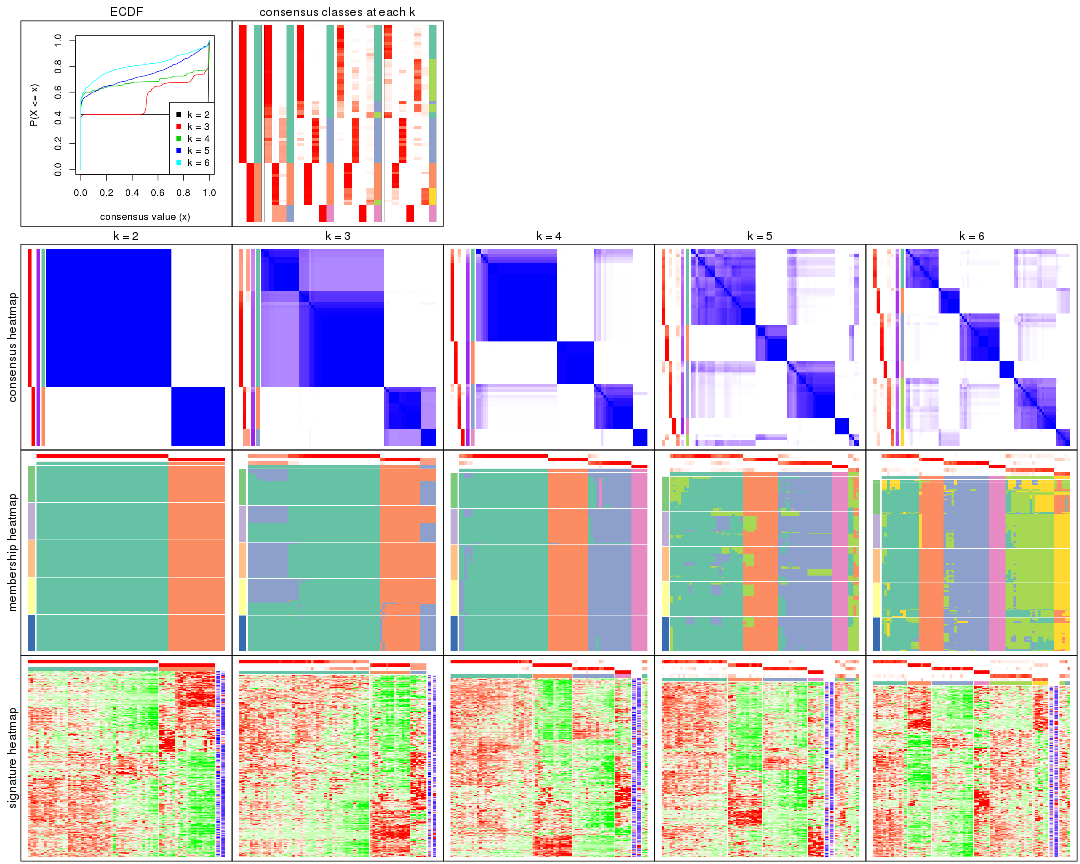 ECDF
consensus classes at each k
P(X <= x)
0.0
0.2
0.4
0.6
0.8
1.0
k = 2
k = 3
k = 4
k = 5
k = 6
0.0 0.2 0.4 0.6 0.8 1.0
consensus value (x)
k = 2
k = 3
k = 4
k = 5
k = 6
consensus heatmap
membership heatmap
signature heatmap